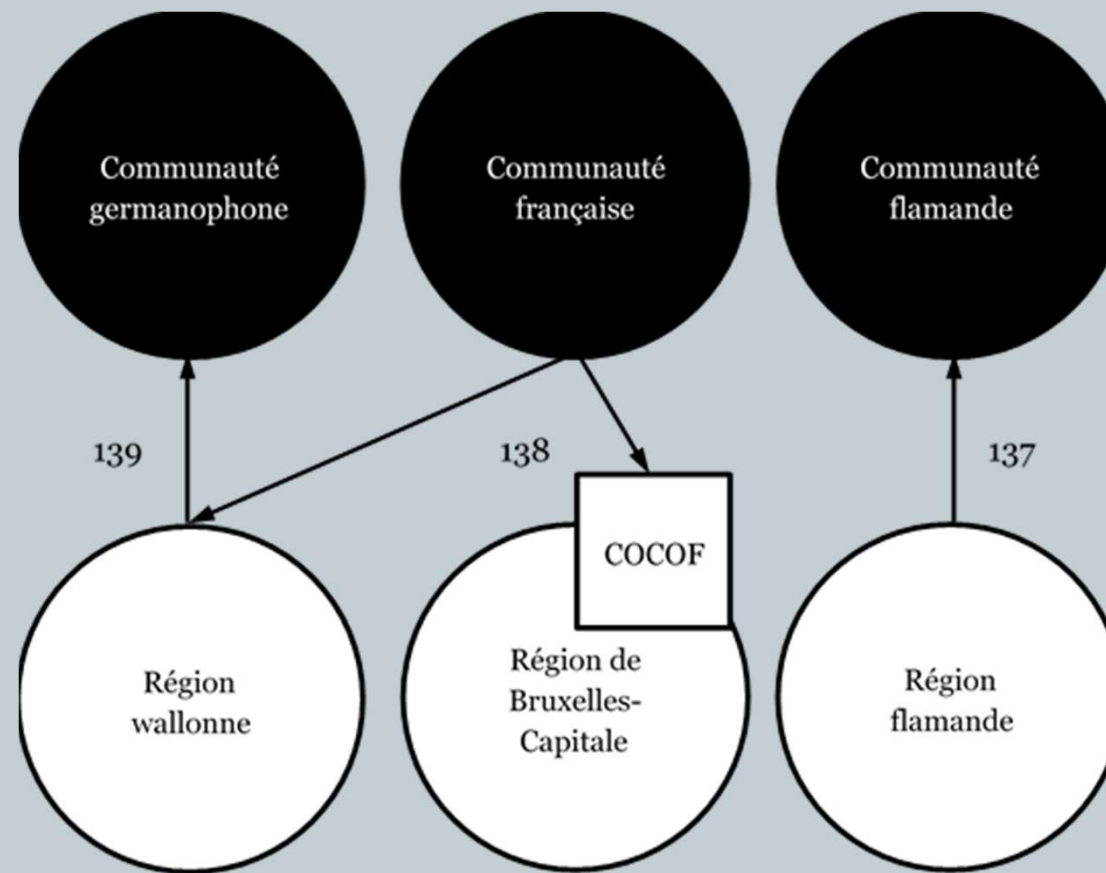 Communauté
germanophone
Communauté
française
Communauté
flamande
139
138
137
COCOF
Région
wallonne
Région de
Bruxelles-
Capitale
Région
flamande